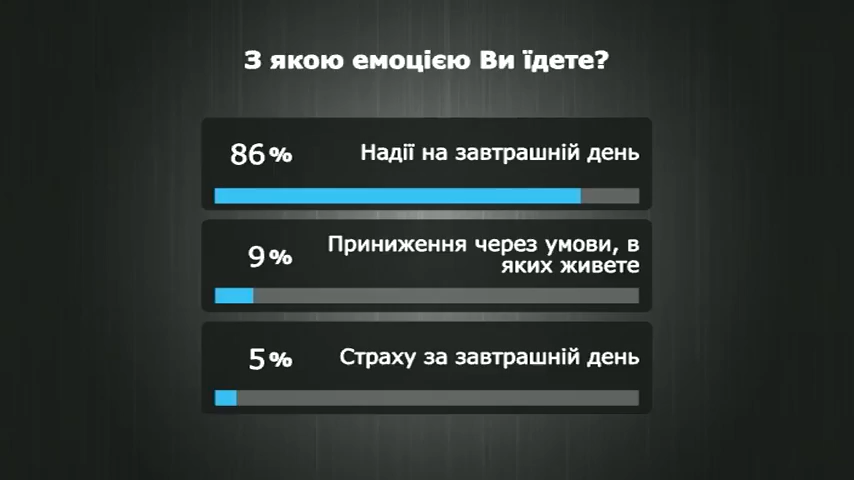 З якою емоцією Ви їдете?
86%
Надії на завтрашній день
9%
Приниження через умови, в
яких живете
5%
Страху за завтрашній день